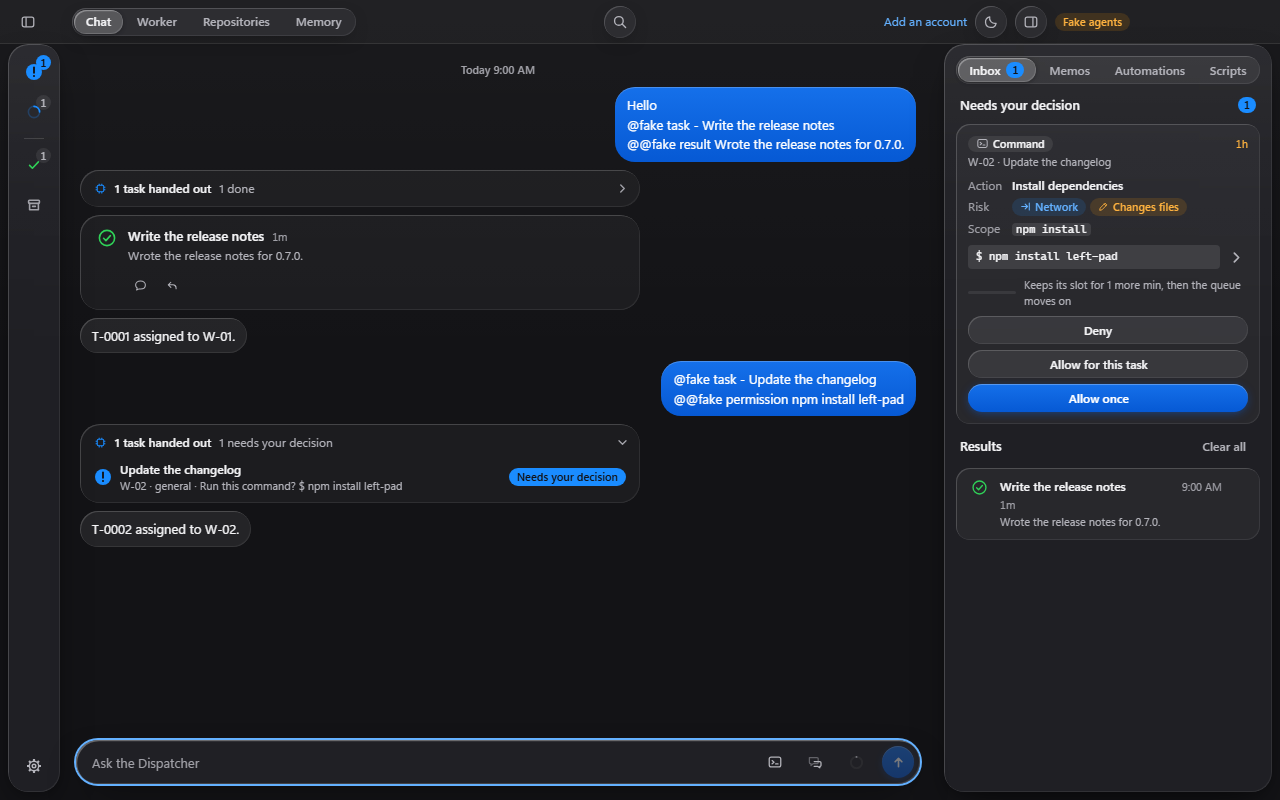 Chat
Worker
Repositories
Memory
Add an account
Fake agents
1
1
1
Today 9:00 AM
Hello
@fake task - Write the release notes
@@fake result Wrote the release notes for 0.7.0.
1 task handed out 1 done
Write the release notes 1m
Wrote the release notes for 0.7.0.
T-0001 assigned to W-01.
@fake task - Update the changelog
@@fake permission npm install left-pad
1 task handed out 1 needs your decision
Update the changelog
W-02 · general · Run this command? $ npm install left-pad
Needs your decision
T-0002 assigned to W-02.
Ask the Dispatcher
Inbox 1
Memos
Automations
Scripts
Needs your decision 1
Command 1h
W-02 · Update the changelog
Action Install dependencies
Risk Network Changes files
Scope npm install
$ npm install left-pad
Keeps its slot for 1 more min, then the queue
moves on
Deny
Allow for this task
Allow once
Results Clear all
Write the release notes 9:00 AM
1m
Wrote the release notes for 0.7.0.